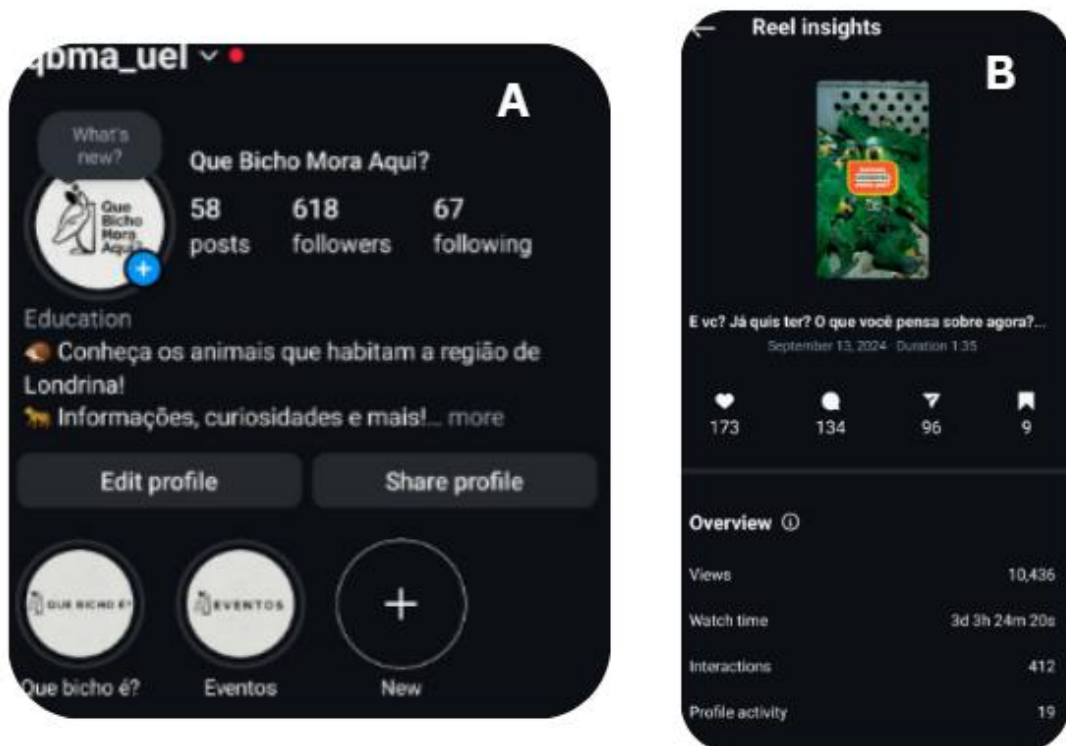 qbma_uel
A
What's
new?
Que
Bicho
Mora
Aqui?
Que Bicho Mora Aqui?
58
618
67
posts
followers
following
Education
Conheça os animais que habitam a região de
Londrina!
Informações, curiosidades e mais!... more
Edit profile
Share profile
QUE BICHO É?
EVENTOS
Que bicho é?
Eventos
New
Reel insights
B
E vc? Já quis ter? O que você pensa sobre agora?...
September 13, 2024 · Duration 1:35
173
134
96
9
Overview
Views
10,436
Watch time
3d 3h 24m 20s
Interactions
412
Profile activity
19